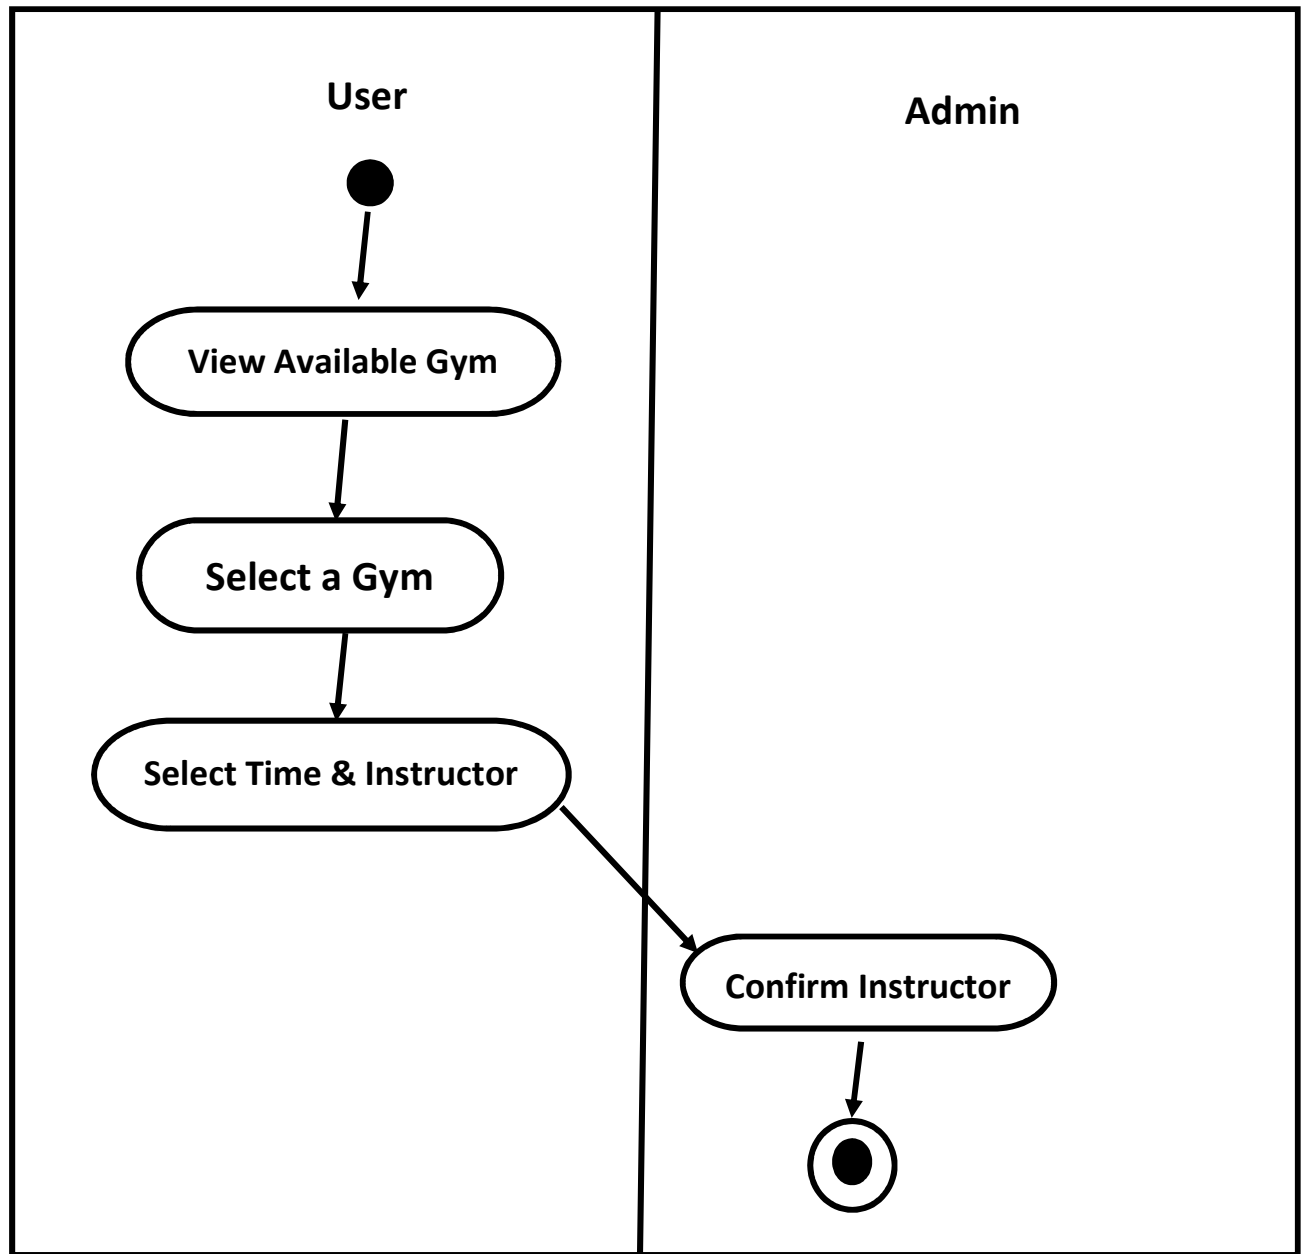 User
Admin
View Available Gym
Select a Gym
Select Time & Instructor
Confirm Instructor